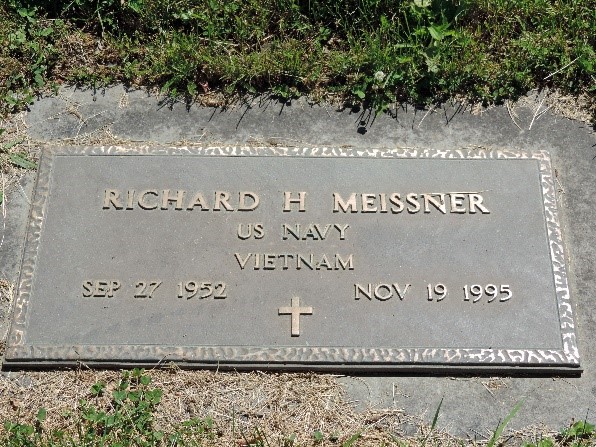 RICHARD H MEISSNER
US NAVY
VIETNAM
SEP 27 1952 NOV 19 1995